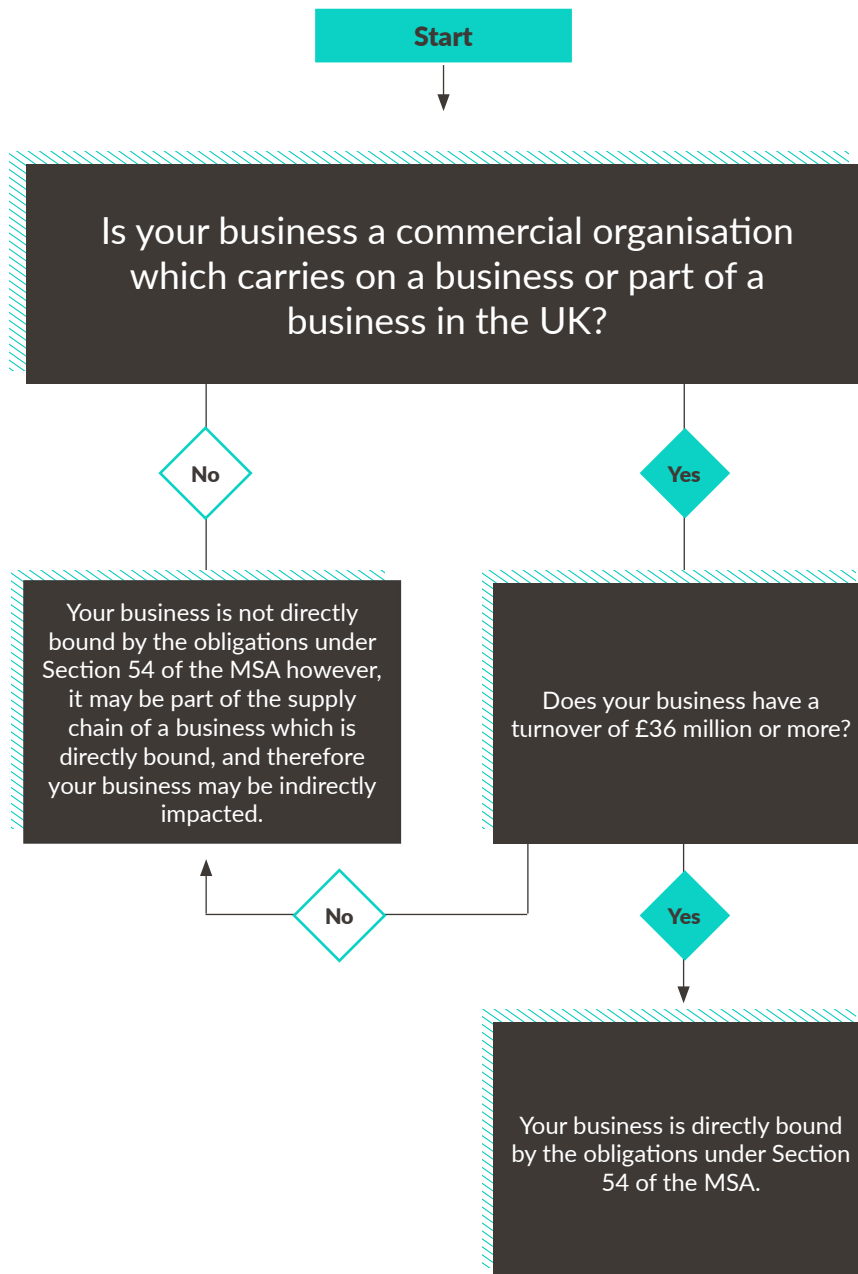 Start
Is your business a commercial organisation
which carries on a business or part of a
business in the UK?
No
Yes
Your business is not directly
bound by the obligations under
Section 54 of the MSA however,
it may be part of the supply
chain of a business which is
directly bound, and therefore
your business may be indirectly
impacted.
Does your business have a
turnover of £36 million or more?
No
Yes
Your business is directly bound
by the obligations under Section
54 of the MSA.